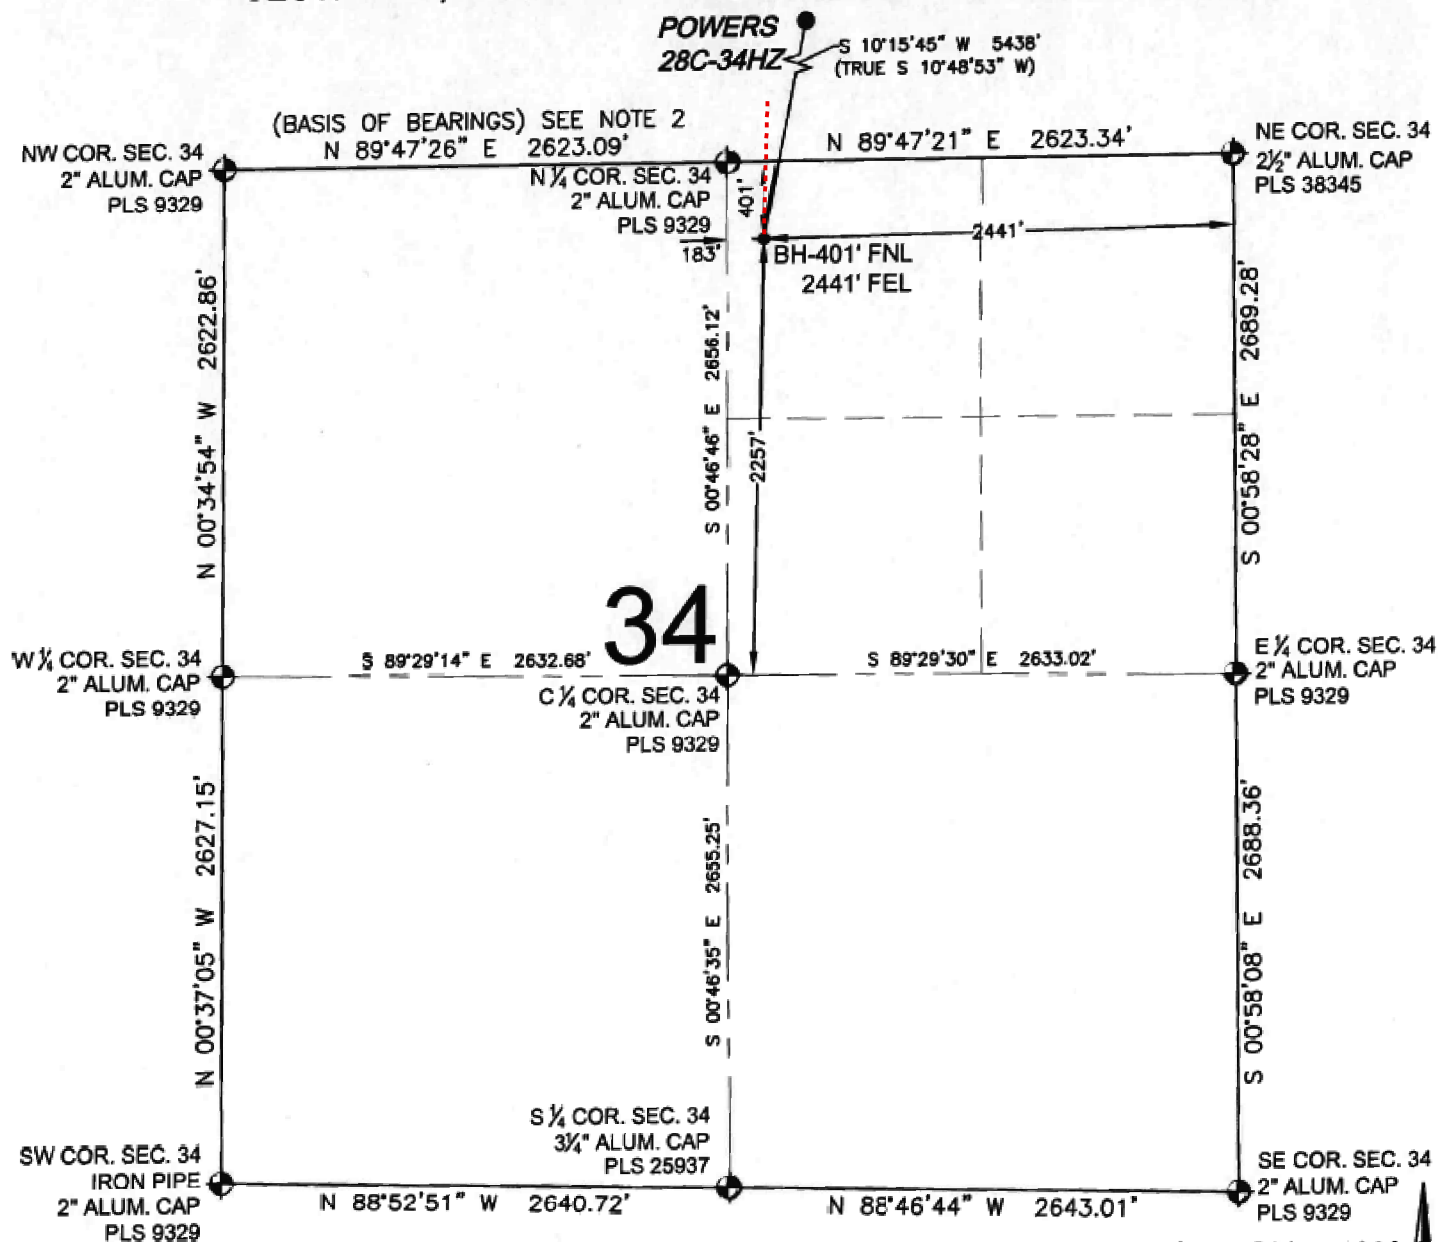 POWERS
28C-34HZ
S 10°15'45" W 5438'
(TRUE S 10°48'53" W)
(BASIS OF BEARINGS) SEE NOTE 2
N 89°47'26" E 2623.09'
N 89°47'21" E 2623.34'
NW COR. SEC. 34
2" ALUM. CAP
PLS 9329
N ¼ COR. SEC. 34
2" ALUM. CAP
PLS 9329
NE COR. SEC. 34
2½" ALUM. CAP
PLS 38345
401'
183'
2441'
BH-401' FNL
2441' FEL
N 00°34'54" W 2622.86'
S 00°46'46" E 2656.12'
2257'
S 00°58'28" E 2689.28'
34
W ¼ COR. SEC. 34
2" ALUM. CAP
PLS 9329
S 89°29'14" E 2632.68'
C ¼ COR. SEC. 34
2" ALUM. CAP
PLS 9329
S 89°29'30" E 2633.02'
E ¼ COR. SEC. 34
2" ALUM. CAP
PLS 9329
N 00°37'05" W 2627.15'
S 00°46'35" E 2655.25'
S 00°58'08" E 2688.36'
SW COR. SEC. 34
IRON PIPE
2" ALUM. CAP
PLS 9329
S ¼ COR. SEC. 34
3¼" ALUM. CAP
PLS 25937
SE COR. SEC. 34
2" ALUM. CAP
PLS 9329
N 88°52'51" W 2640.72'
N 88°46'44" W 2643.01'